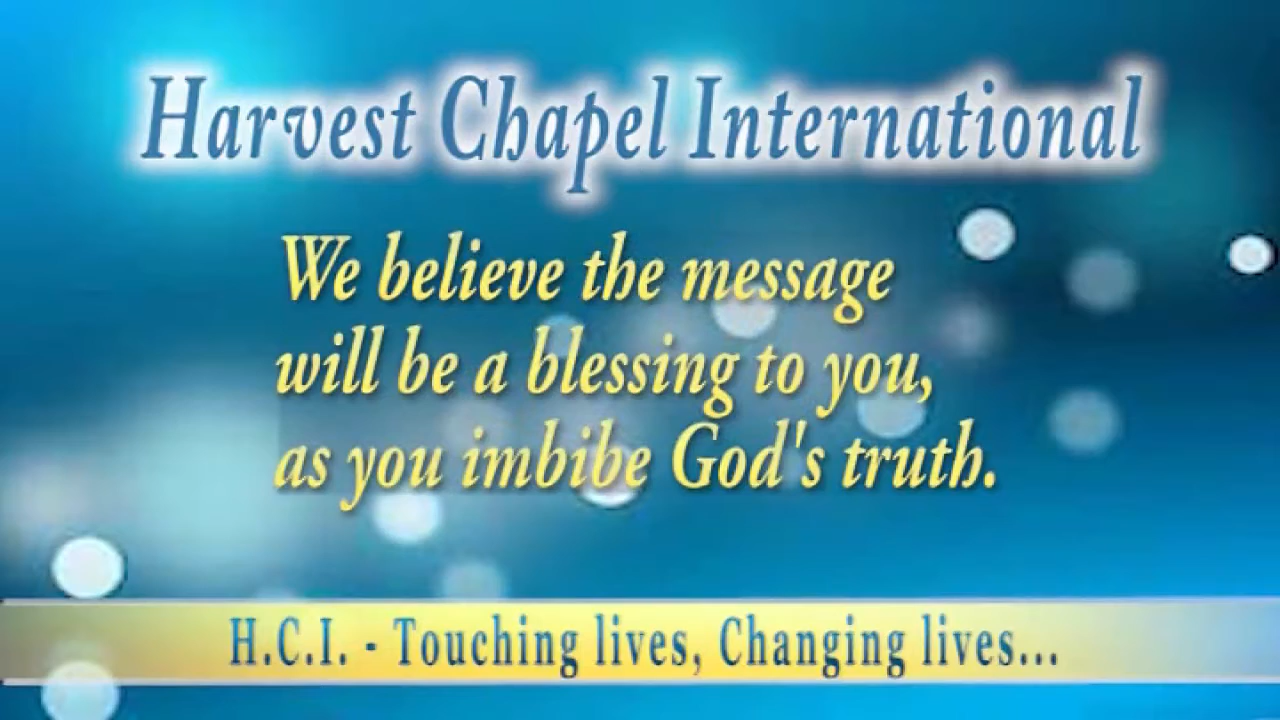 Harvest Chapel International
We believe the message
will be a blessing to you,
as you imbibe God's truth.
H.C.I. - Touching lives, Changing lives...